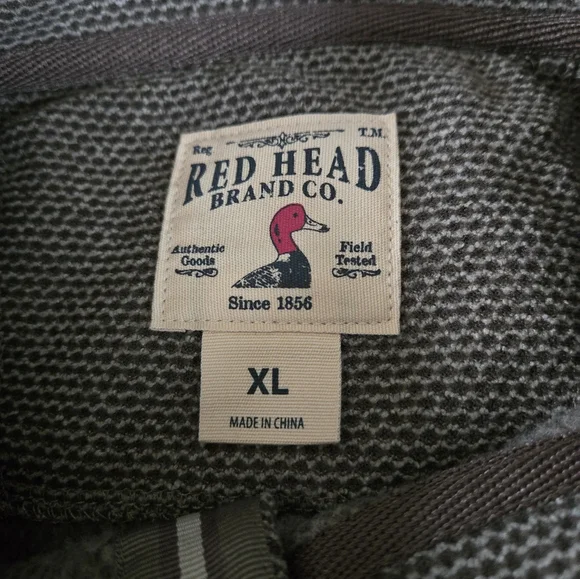 Reg T.M.
RED HEAD
BRAND CO.
Authentic Field
Goods Tested
Since 1856
XL
MADE IN CHINA